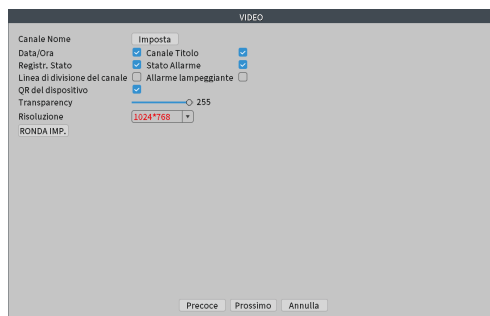 VIDEO
Canale Nome Imposta
Data/Ora Canale Titolo
Registr. Stato Stato Allarme
Linea di divisione del canale Allarme lampeggiante
QR del dispositivo
Transparency 255
Risoluzione 1024*768
RONDA IMP.
Precoce Prossimo Annulla